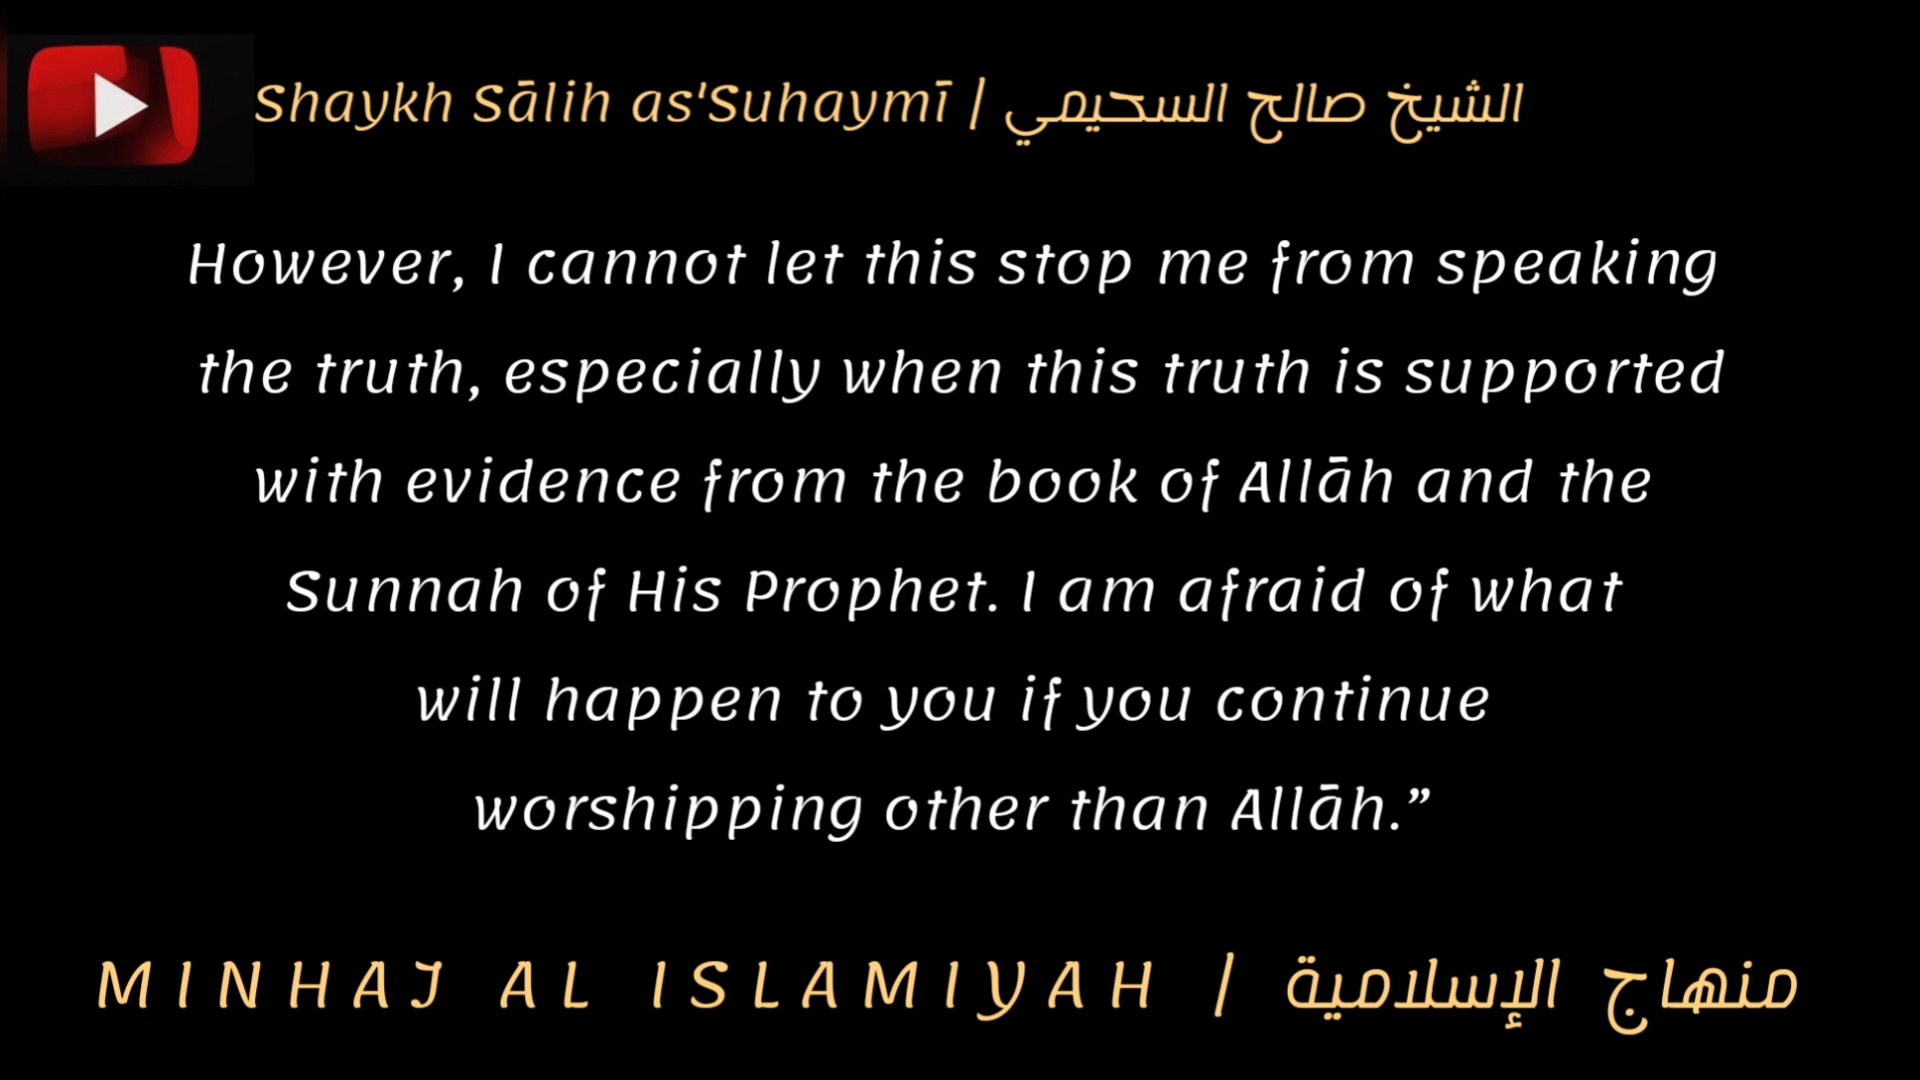 Shaykh Sālih as'Suhaymī | الشيخ صالح السحيمي
However, I cannot let this stop me from speaking
the truth, especially when this truth is supported
with evidence from the book of Allāh and the
Sunnah of His Prophet. I am afraid of what
will happen to you if you continue
worshipping other than Allāh.”
MINHAJ AL ISLAMIYAH | منهاج الإسلامية